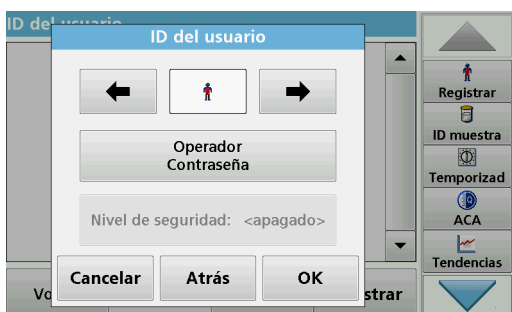 ID del usuario
ID del usuario
Operador
Contraseña
Nivel de seguridad: <apagado>
Cancelar
Atrás
OK
Registrar
ID muestra
Temporizad
ACA
Tendencias
Vo
strar